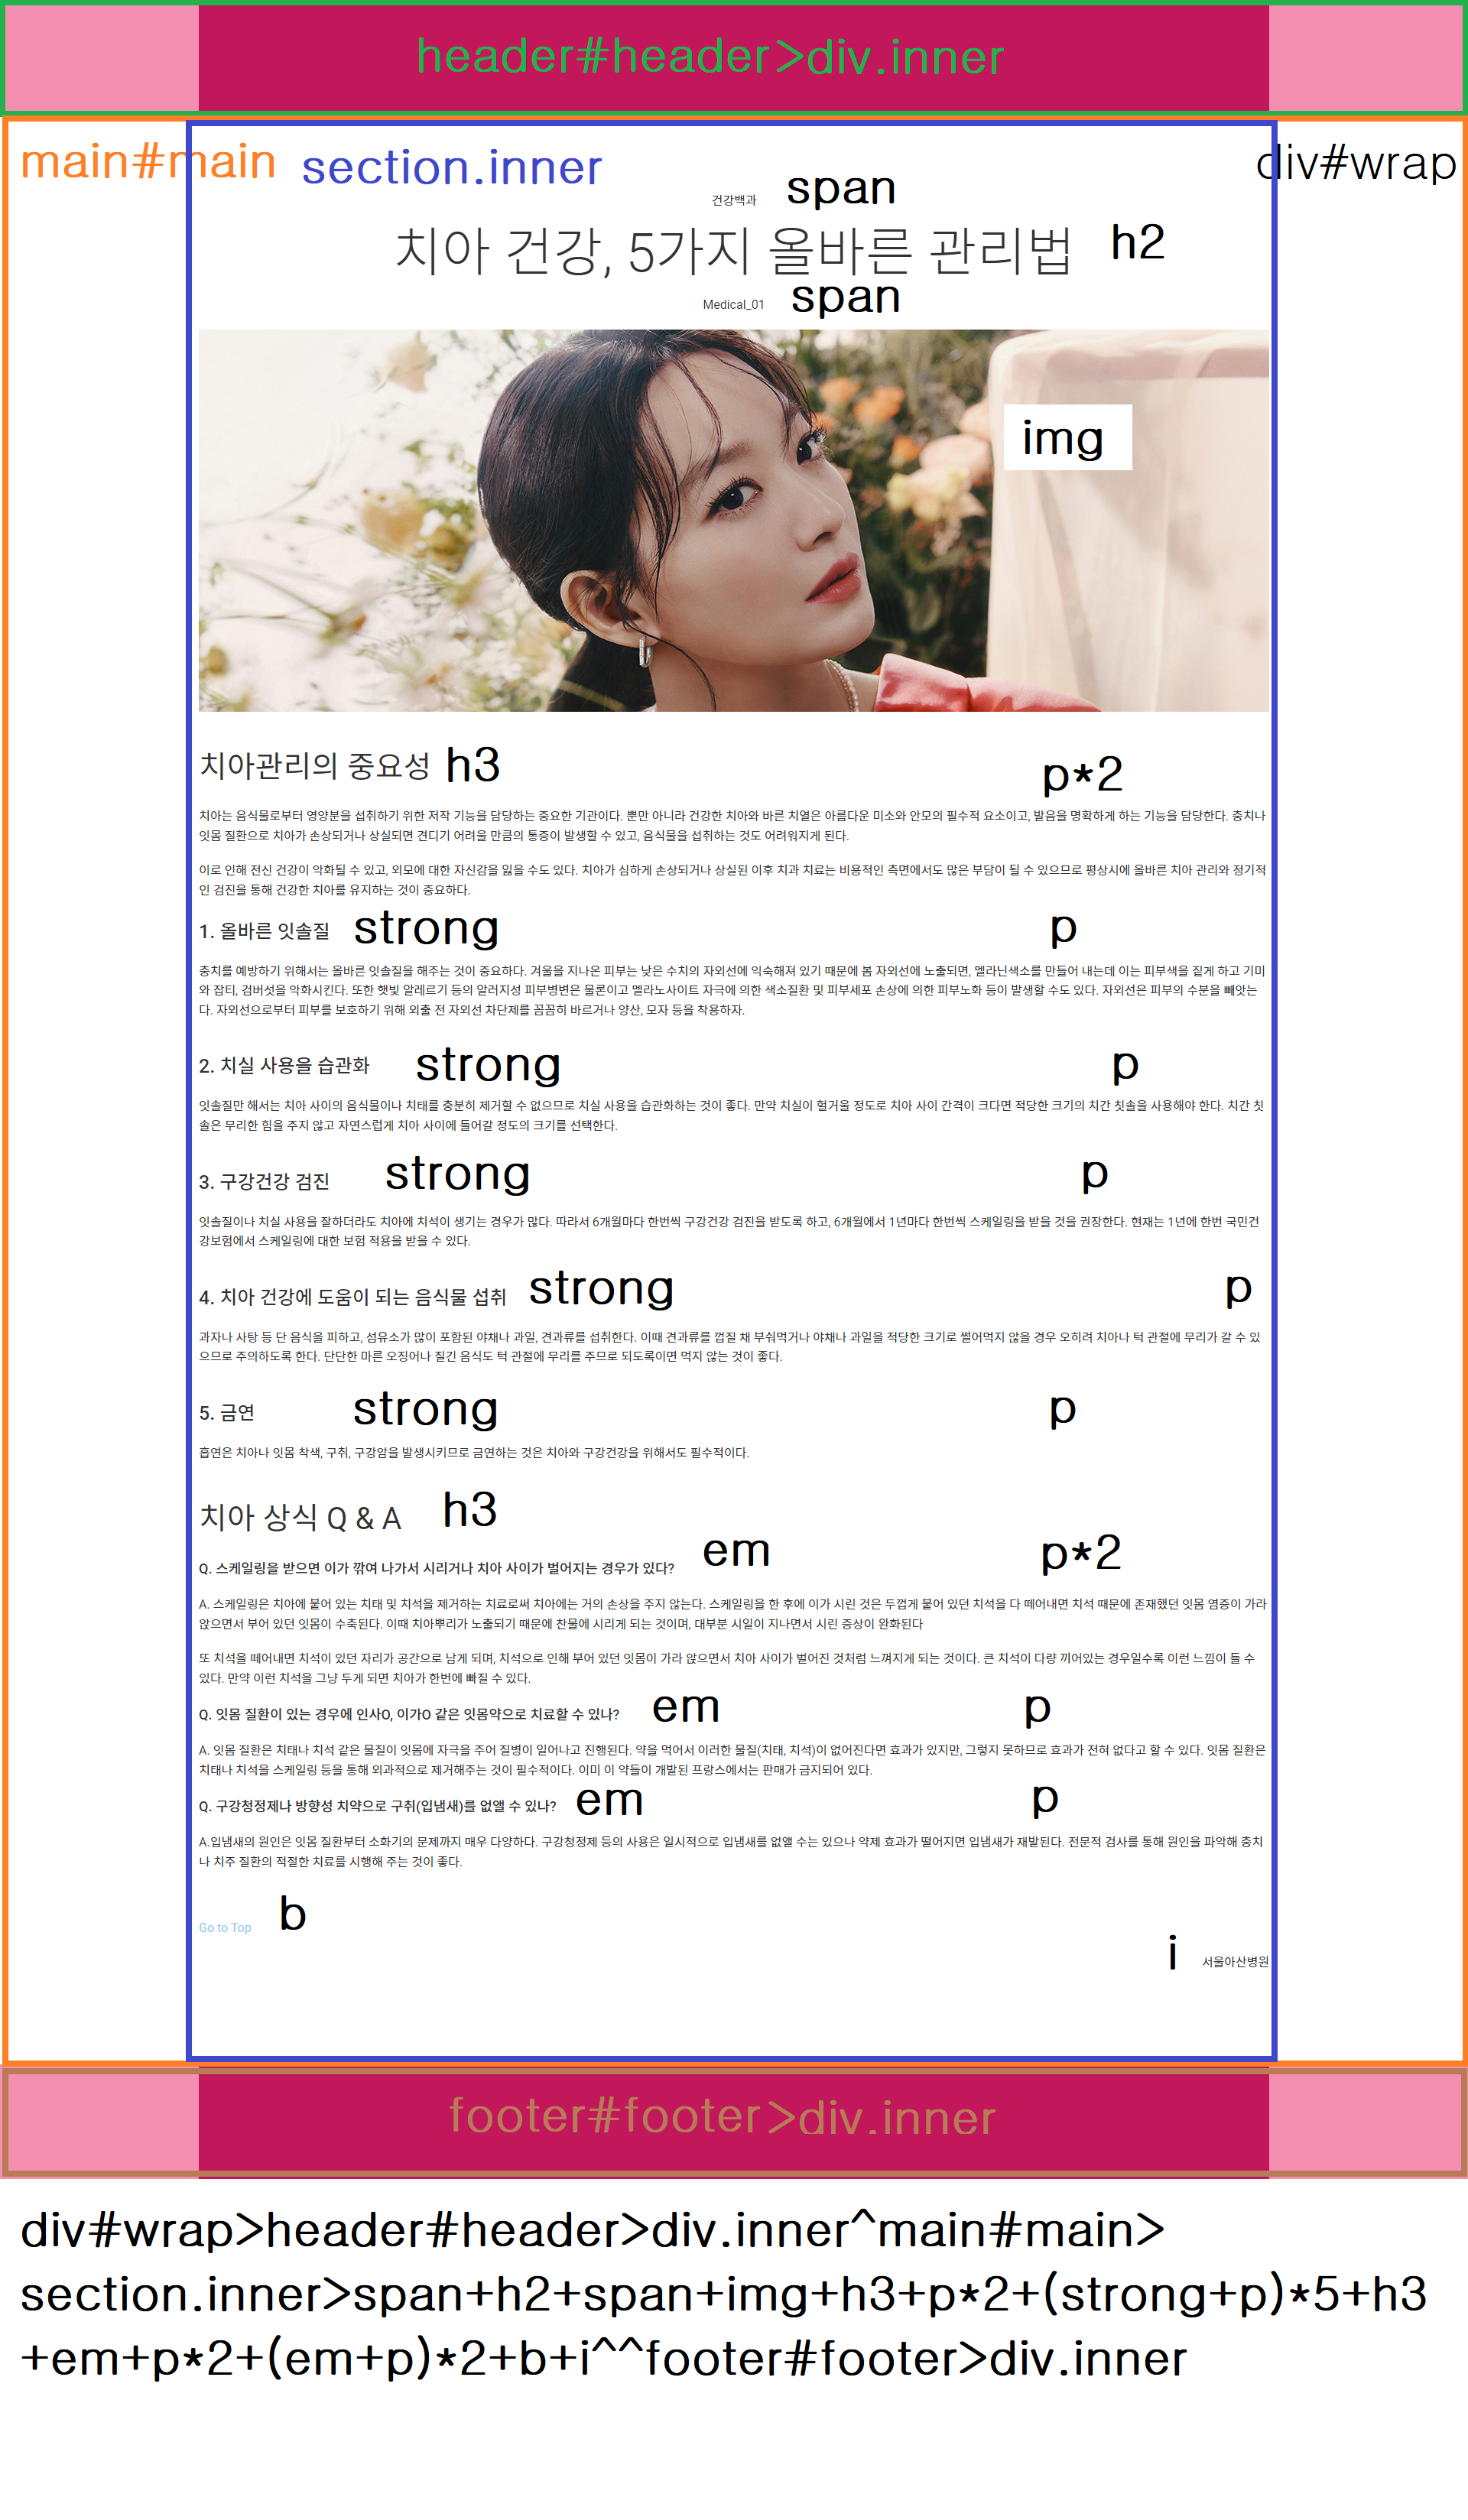 header#header>div.inner
main#main
section.inner
div#wrap
건강백과
span
치아 건강, 5가지 올바른 관리법
h2
Medical_01
span
img
치아관리의 중요성
h3
p*2
치아는 음식물로부터 영양분을 섭취하기 위한 저작 기능을 담당하는 중요한 기관이다. 뿐만 아니라 건강한 치아와 바른 치열은 아름다운 미소와 안모의 필수적 요소이고, 발음을 명확하게 하는 기능을 담당한다. 충치나
잇몸 질환으로 치아가 손상되거나 상실되면 견디기 어려울 만큼의 통증이 발생할 수 있고, 음식물을 섭취하는 것도 어려워지게 된다.
이로 인해 전신 건강이 악화될 수 있고, 외모에 대한 자신감을 잃을 수도 있다. 치아가 심하게 손상되거나 상실된 이후 치과 치료는 비용적인 측면에서도 많은 부담이 될 수 있으므로 평상시에 올바른 치아 관리와 정기적
인 검진을 통해 건강한 치아를 유지하는 것이 중요하다.
1. 올바른 잇솔질
strong
p
충치를 예방하기 위해서는 올바른 잇솔질을 해주는 것이 중요하다. 겨울을 지나온 피부는 낮은 수치의 자외선에 익숙해져 있기 때문에 봄 자외선에 노출되면, 멜라닌색소를 만들어 내는데 이는 피부색을 짙게 하고 기미
와 잡티, 검버섯을 악화시킨다. 또한 햇빛 알레르기 등의 알러지성 피부병변은 물론이고 멜라노사이트 자극에 의한 색소질환 및 피부세포 손상에 의한 피부노화 등이 발생할 수도 있다. 자외선은 피부의 수분을 빼앗는
다. 자외선으로부터 피부를 보호하기 위해 외출 전 자외선 차단제를 꼼꼼히 바르거나 양산, 모자 등을 착용하자.
2. 치실 사용을 습관화
strong
p
잇솔질만 해서는 치아 사이의 음식물이나 치태를 충분히 제거할 수 없으므로 치실 사용을 습관화하는 것이 좋다. 만약 치실이 헐거울 정도로 치아 사이 간격이 크다면 적당한 크기의 치간 칫솔을 사용해야 한다. 치간 칫
솔은 무리한 힘을 주지 않고 자연스럽게 치아 사이에 들어갈 정도의 크기를 선택한다.
3. 구강건강 검진
strong
p
잇솔질이나 치실 사용을 잘하더라도 치아에 치석이 생기는 경우가 많다. 따라서 6개월마다 한번씩 구강건강 검진을 받도록 하고, 6개월에서 1년마다 한번씩 스케일링을 받을 것을 권장한다. 현재는 1년에 한번 국민건
강보험에서 스케일링에 대한 보험 적용을 받을 수 있다.
4. 치아 건강에 도움이 되는 음식물 섭취
strong
p
과자나 사탕 등 단 음식을 피하고, 섬유소가 많이 포함된 야채나 과일, 견과류를 섭취한다. 이때 견과류를 껍질 채 부숴먹거나 야채나 과일을 적당한 크기로 썰어먹지 않을 경우 오히려 치아나 턱 관절에 무리가 갈 수 있
으므로 주의하도록 한다. 단단한 마른 오징어나 질긴 음식도 턱 관절에 무리를 주므로 되도록이면 먹지 않는 것이 좋다.
5. 금연
strong
p
흡연은 치아나 잇몸 착색, 구취, 구강암을 발생시키므로 금연하는 것은 치아와 구강건강을 위해서도 필수적이다.
치아 상식 Q & A
h3
Q. 스케일링을 받으면 이가 깎여 나가서 시리거나 치아 사이가 벌어지는 경우가 있다?
em
p*2
A. 스케일링은 치아에 붙어 있는 치태 및 치석을 제거하는 치료로써 치아에는 거의 손상을 주지 않는다. 스케일링을 한 후에 이가 시린 것은 두껍게 붙어 있던 치석을 다 떼어내면 치석 때문에 존재했던 잇몸 염증이 가라
앉으면서 부어 있던 잇몸이 수축된다. 이때 치아뿌리가 노출되기 때문에 찬물에 시리게 되는 것이며, 대부분 시일이 지나면서 시린 증상이 완화된다
또 치석을 떼어내면 치석이 있던 자리가 공간으로 남게 되며, 치석으로 인해 부어 있던 잇몸이 가라 앉으면서 치아 사이가 벌어진 것처럼 느껴지게 되는 것이다. 큰 치석이 다량 끼어있는 경우일수록 이런 느낌이 들 수
있다. 만약 이런 치석을 그냥 두게 되면 치아가 한번에 빠질 수 있다.
Q. 잇몸 질환이 있는 경우에 인사O, 이가O 같은 잇몸약으로 치료할 수 있나?
em
p
A. 잇몸 질환은 치태나 치석 같은 물질이 잇몸에 자극을 주어 질병이 일어나고 진행된다. 약을 먹어서 이러한 물질(치태, 치석)이 없어진다면 효과가 있지만, 그렇지 못하므로 효과가 전혀 없다고 할 수 있다. 잇몸 질환은
치태나 치석을 스케일링 등을 통해 외과적으로 제거해주는 것이 필수적이다. 이미 이 약들이 개발된 프랑스에서는 판매가 금지되어 있다.
Q. 구강청정제나 방향성 치약으로 구취(입냄새)를 없앨 수 있나?
em
p
A.입냄새의 원인은 잇몸 질환부터 소화기의 문제까지 매우 다양하다. 구강청정제 등의 사용은 일시적으로 입냄새를 없앨 수는 있으나 약제 효과가 떨어지면 입냄새가 재발된다. 전문적 검사를 통해 원인을 파악해 충치
나 치주 질환의 적절한 치료를 시행해 주는 것이 좋다.
Go to Top
b
i
서울아산병원
footer#footer>div.inner
div#wrap>header#header>div.inner^main#main>
section.inner>span+h2+span+img+h3+p*2+(strong+p)*5+h3
+em+p*2+(em+p)*2+b+i^^footer#footer>div.inner